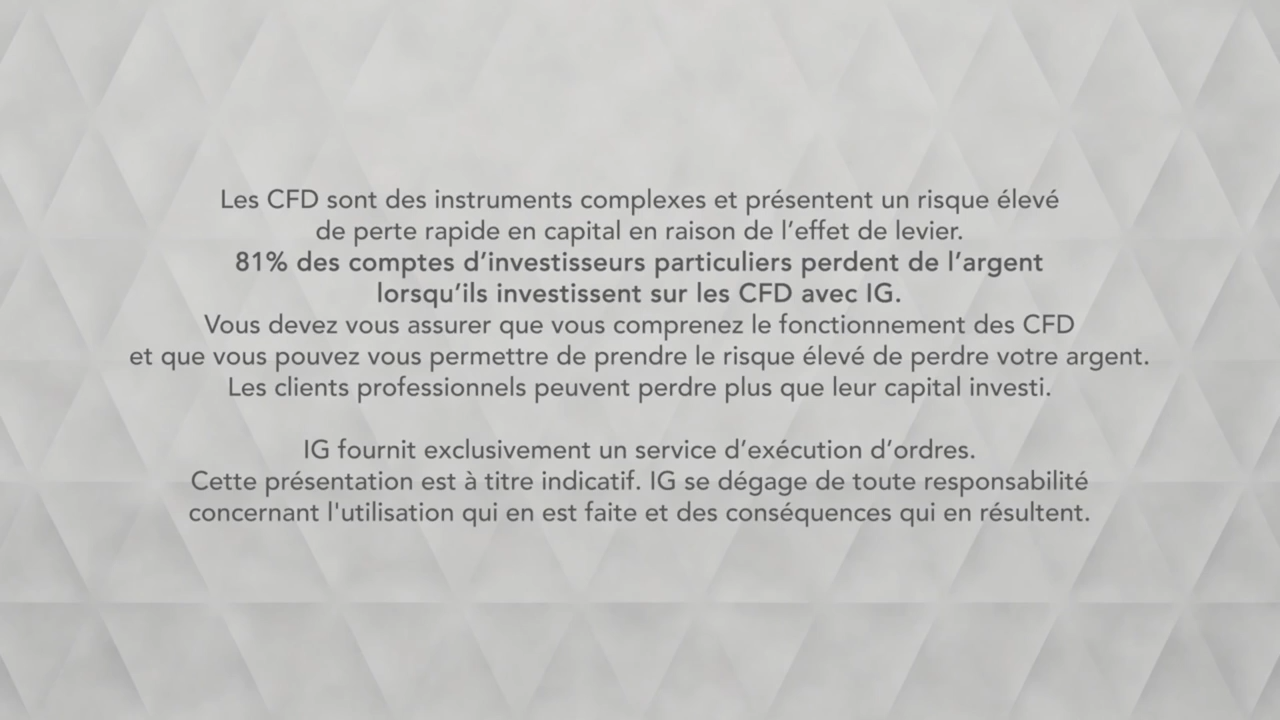 Les CFD sont des instruments complexes et présentent un risque élevé
de perte rapide en capital en raison de l’effet de levier.
81% des comptes d’investisseurs particuliers perdent de l’argent
lorsqu’ils investissent sur les CFD avec IG.
Vous devez vous assurer que vous comprenez le fonctionnement des CFD
et que vous pouvez vous permettre de prendre le risque élevé de perdre votre argent.
Les clients professionnels peuvent perdre plus que leur capital investi.
IG fournit exclusivement un service d’exécution d’ordres.
Cette présentation est à titre indicatif. IG se dégage de toute responsabilité
concernant l'utilisation qui en est faite et des conséquences qui en résultent.